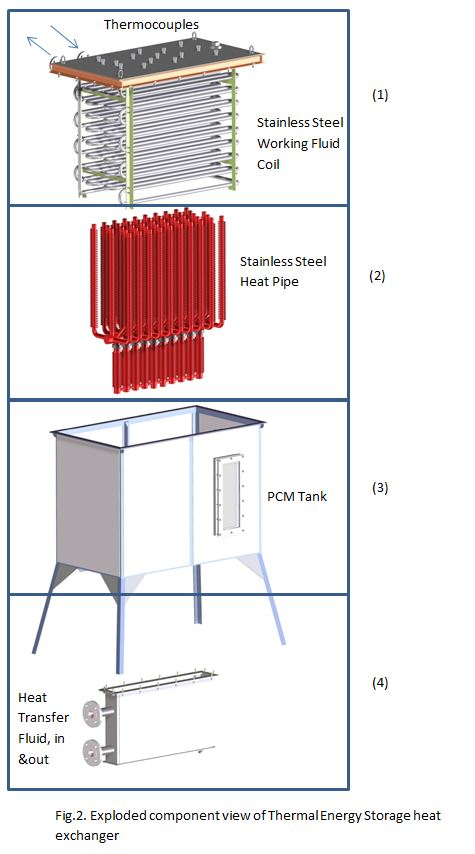 Thermocouples
(1)
Stainless Steel
Working Fluid
Coil
Stainless Steel
Heat Pipe
(2)
PCM Tank
(3)
Heat
Transfer
Fluid, in
&out
(4)
Fig.2. Exploded component view of Thermal Energy Storage heat
exchanger